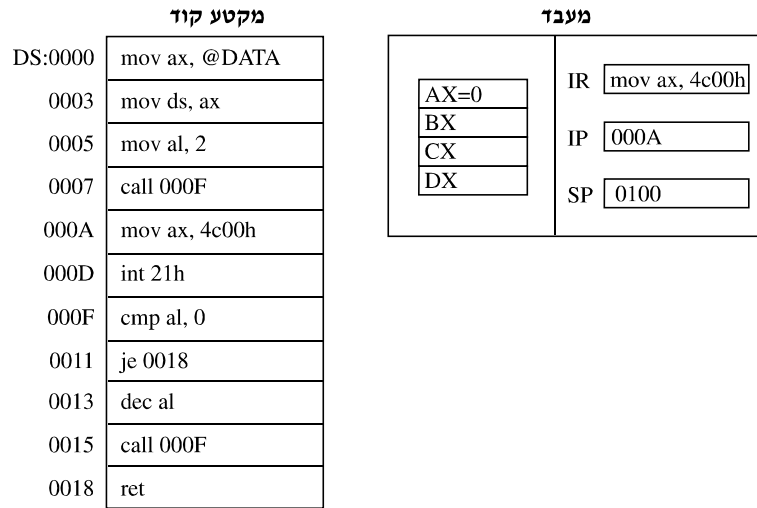 מקטע קוד
DS:0000 mov ax, @DATA
0003 mov ds, ax
0005 mov al, 2
0007 call 000F
000A mov ax, 4c00h
000D int 21h
000F cmp al, 0
0011 je 0018
0013 dec al
0015 call 000F
0018 ret
מעבד
AX=0
BX
CX
DX
IR mov ax, 4c00h
IP 000A
SP 0100